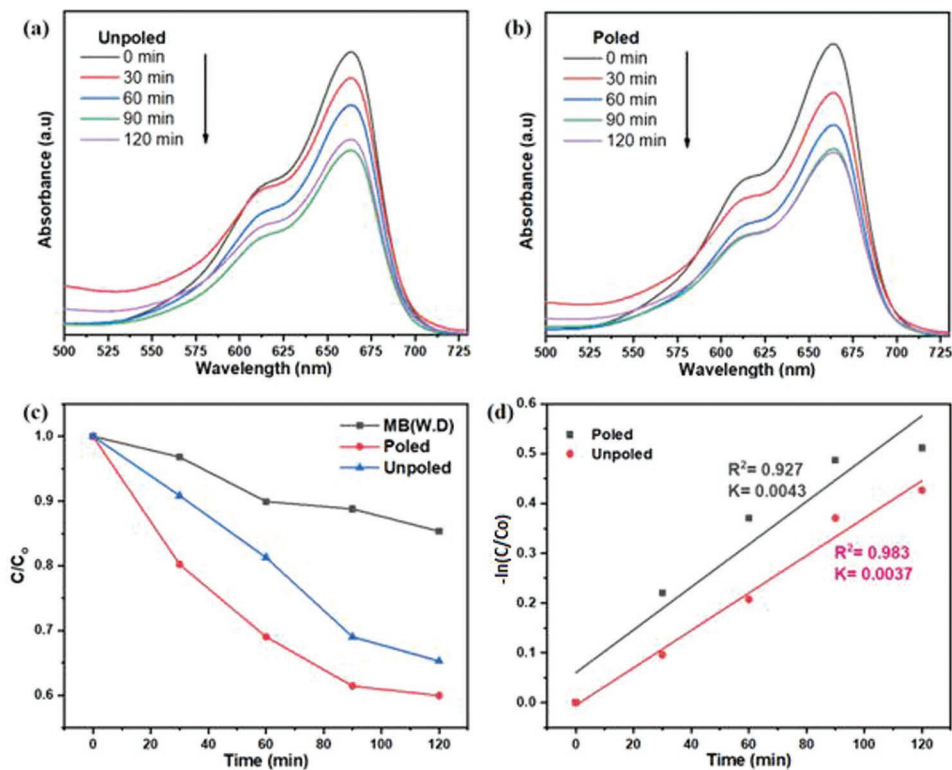 (a)
Unpoled
0 min
30 min
60 min
90 min
120 min
Absorbance (a.u)
500 525 550 575 600 625 650 675 700 725
Wavelength (nm)
(b)
Poled
0 min
30 min
60 min
90 min
120 min
Absorbance (a.u)
500 525 550 575 600 625 650 675 700 725
Wavelength (nm)
(c)
MB(W.D)
Poled
Unpoled
1.0
0.9
0.8
0.7
0.6
C/Co
0 20 40 60 80 100 120
Time (min)
(d)
Poled
Unpoled
R2= 0.927
K= 0.0043
R2= 0.983
K= 0.0037
0.6
0.5
0.4
0.3
0.2
0.1
0.0
-ln(C/Co)
0 30 60 90 120
Time (min)